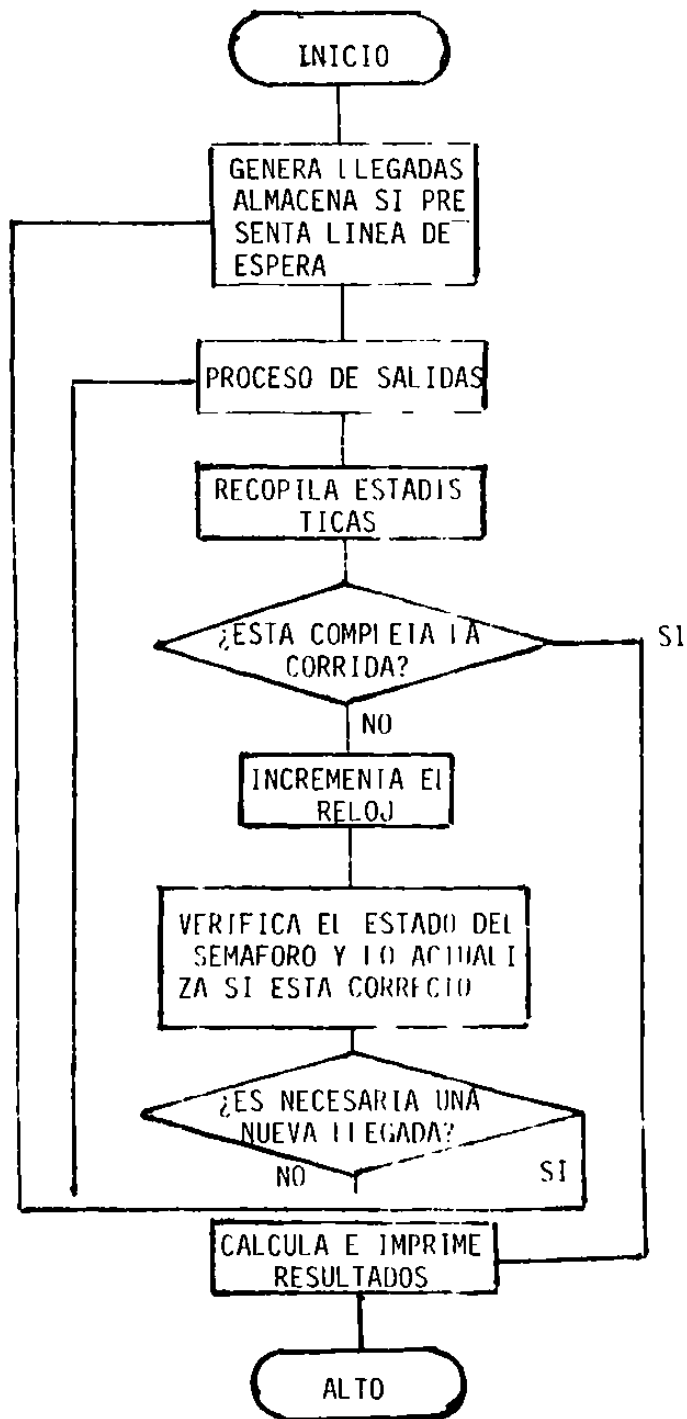 INICIO
GENERA LLEGADAS
ALMACENA SI PRE
SENTA LINEA DE
ESPERA
PROCESO DE SALIDAS
RECOPILA ESTADIS
TICAS
¿ESTA COMPLETA LA
CORRIDA?
SI
NO
INCREMENTA EL
RELOJ
VERIFICA EL ESTADO DEL
SEMAFORO Y LO ACTUALI
ZA SI ESTA CORRECTO
¿ES NECESARIA UNA
NUEVA LLEGADA?
NO
SI
CALCULA E IMPRIME
RESULTADOS
ALTO